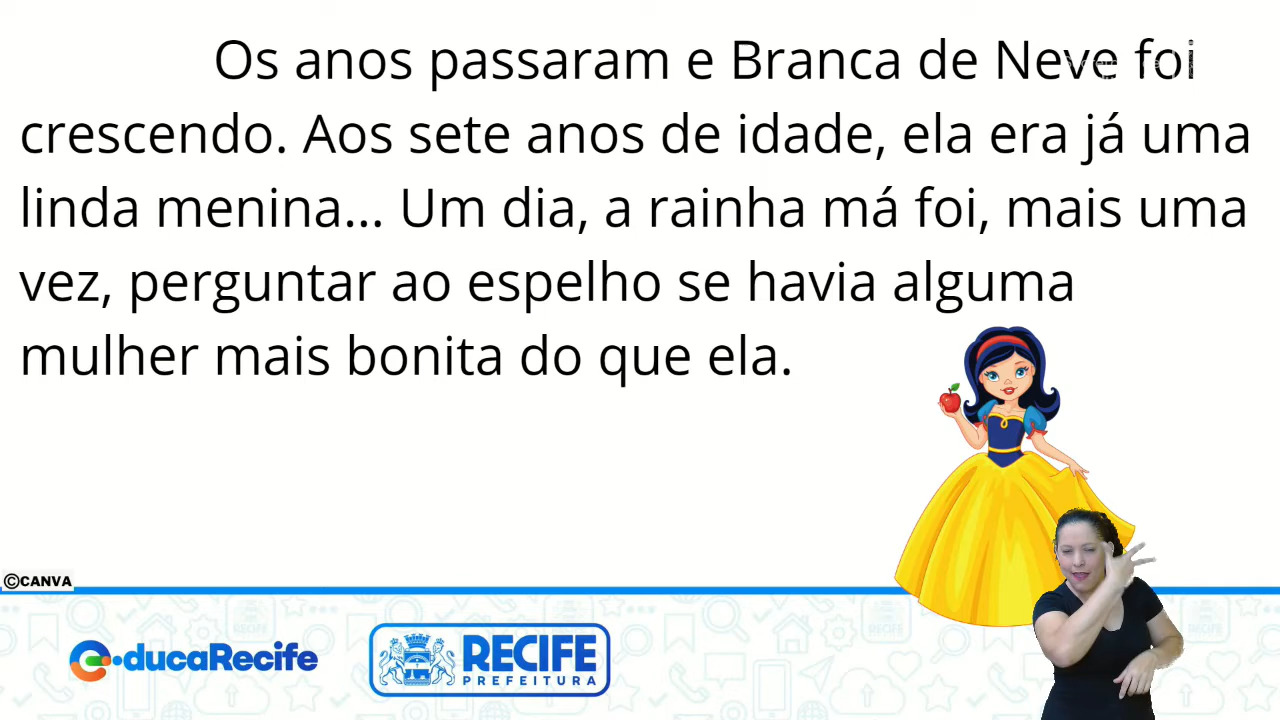 Os anos passaram e Branca de Neve foi
crescendo. Aos sete anos de idade, ela era já uma
linda menina... Um dia, a rainha má foi, mais uma
vez, perguntar ao espelho se havia alguma
mulher mais bonita do que ela.
©CANVA
e·ducaRecife
RECIFE
PREFEITURA